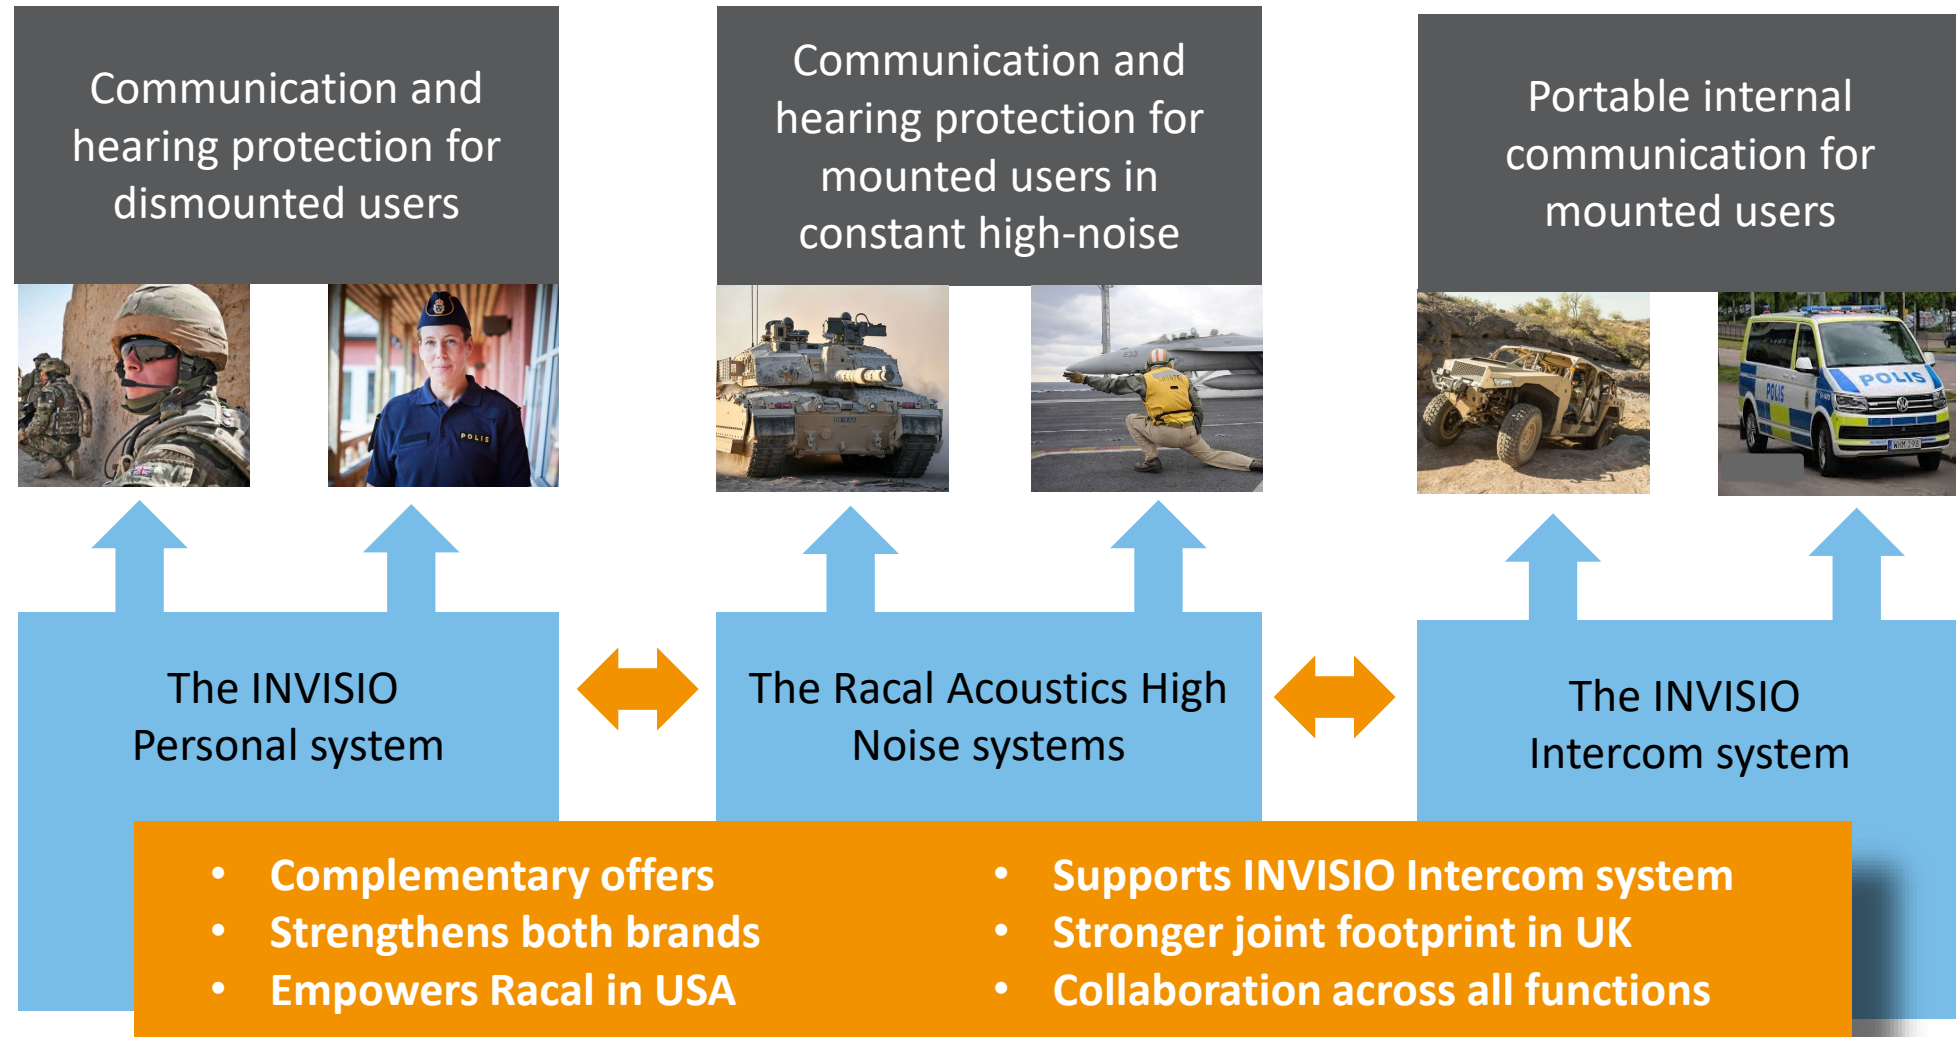 Communication and
hearing protection for
dismounted users
Communication and
hearing protection for
mounted users in
constant high-noise
Portable internal
communication for
mounted users
POLIS
233
POLIS
POLIS
The INVISIO
Personal system
The Racal Acoustics High
Noise systems
The INVISIO
Intercom system
• Complementary offers
• Strengthens both brands
• Empowers Racal in USA
• Supports INVISIO Intercom system
• Stronger joint footprint in UK
• Collaboration across all functions